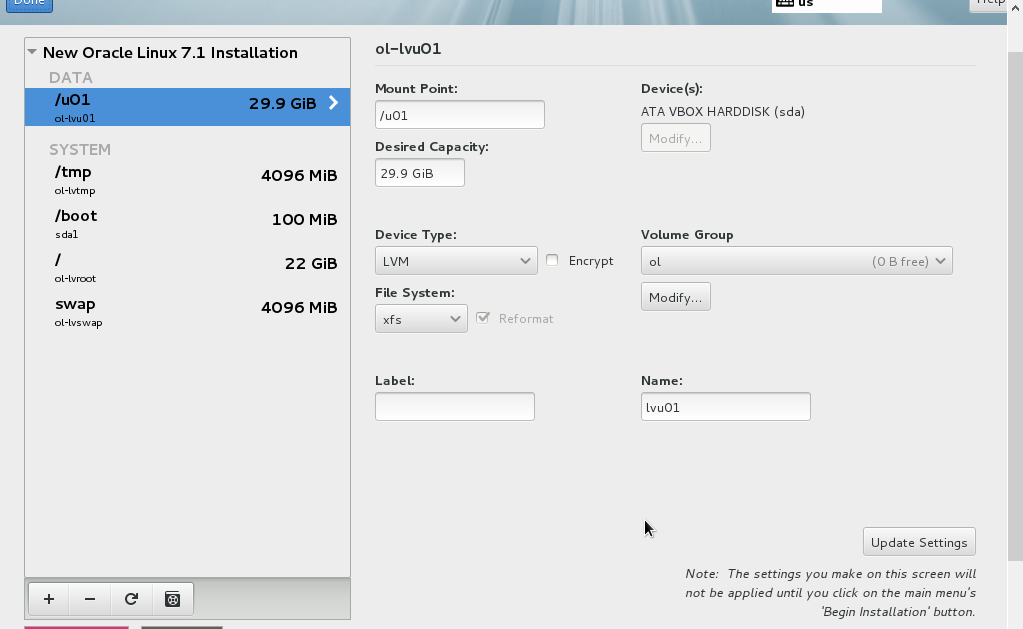 Done
us
Help
New Oracle Linux 7.1 Installation
DATA
/u01
29.9 GiB
ol-lvu01
SYSTEM
/tmp
4096 MiB
ol-lvtmp
/boot
100 MiB
sda1
/
22 GiB
ol-lvroot
swap
4096 MiB
ol-lvswap
ol-lvu01
Mount Point:
/u01
Desired Capacity:
29.9 GiB
Device(s):
ATA VBOX HARDDISK (sda)
Modify...
Device Type:
LVM
Encrypt
Volume Group
ol (0 B free)
Modify...
File System:
xfs
Reformat
Label:
Name:
lvu01
Update Settings
Note: The settings you make on this screen will
not be applied until you click on the main menu's
'Begin Installation' button.